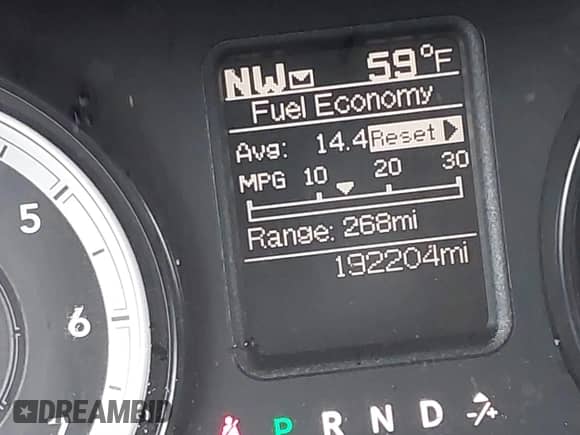 NW 59°F
Fuel Economy
Avg: 14.4 Reset
MPG 10 20 30
Range: 268mi
192204mi
5
6
P R N D -/+
DREAMBID